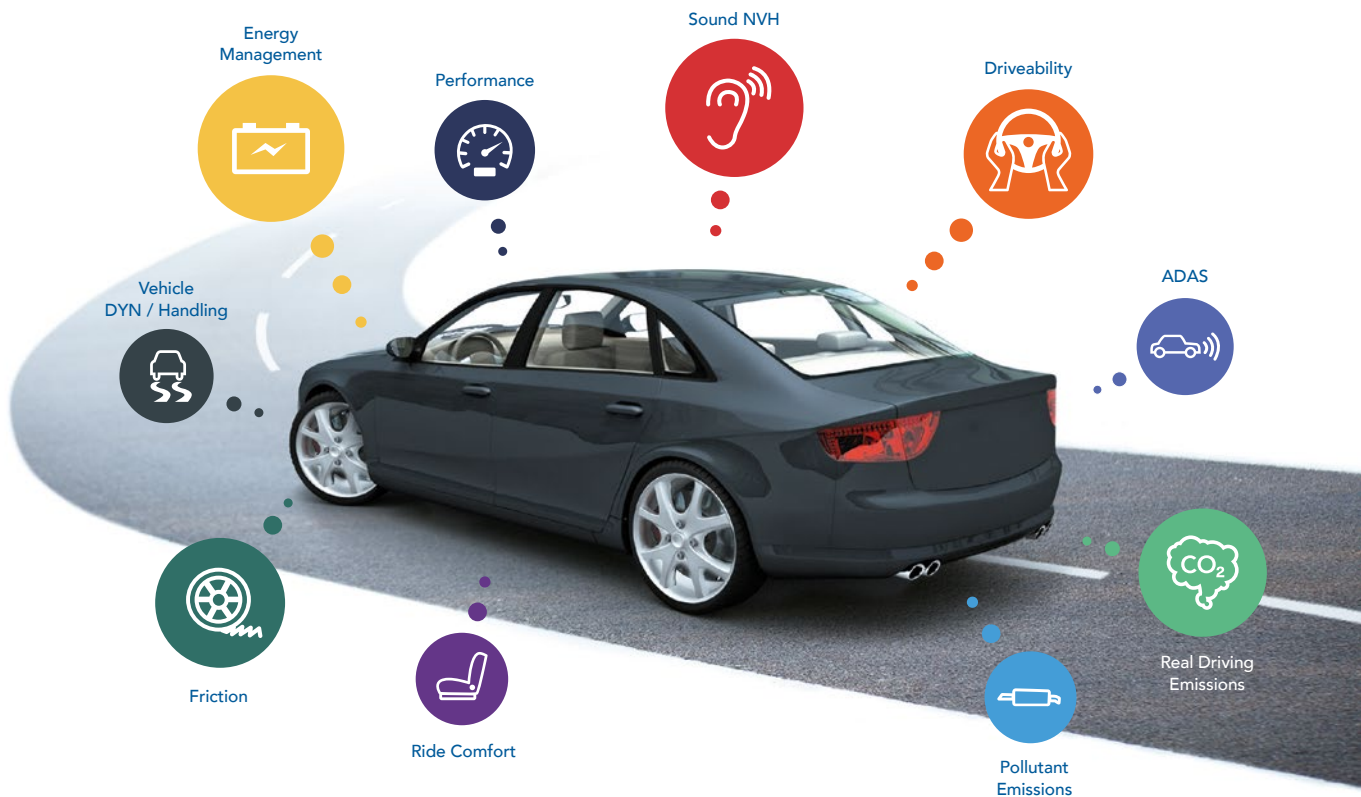 Sound NVH
Energy
Management
Performance
Driveability
Vehicle
DYN / Handling
ADAS
CO₂
Real Driving
Emissions
Friction
Ride Comfort
Pollutant
Emissions